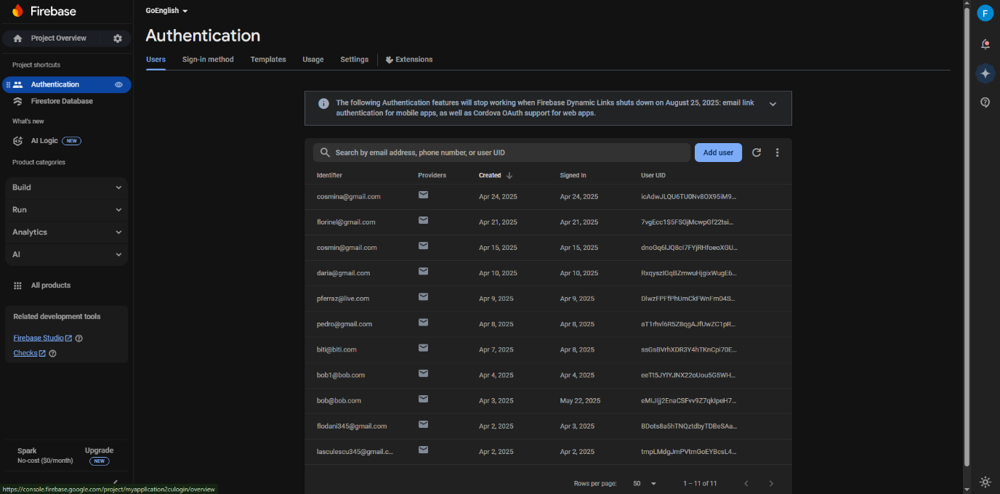 Firebase
GoEnglish
Project Overview
Project shortcuts
Authentication
Firestore Database
What's new
AI Logic NEW
Product categories
Build
Run
Analytics
AI
All products
Related development tools
Firebase Studio
Checks
Spark
No-cost ($0/month)
Upgrade
NEW
https://console.firebase.google.com/project/myapplication2culogin/overview
Authentication
Users Sign-in method Templates Usage Settings Extensions
The following Authentication features will stop working when Firebase Dynamic Links shuts down on August 25, 2025: email link
authentication for mobile apps, as well as Cordova OAuth support for web apps.
Search by email address, phone number, or user UID Add user
Identifier Providers Created Signed In User UID
cosmina@gmail.com Apr 24, 2025 Apr 24, 2025
florinel@gmail.com Apr 21, 2025 Apr 21, 2025 7vgEcc1S5FSGjMcwpGf22tsi...
cosmin@gmail.com Apr 15, 2025 Apr 15, 2025
daria@gmail.com Apr 10, 2025 Apr 10, 2025
pferraz@live.com Apr 9, 2025 Apr 9, 2025
pedro@gmail.com Apr 8, 2025 Apr 8, 2025
biti@biti.com Apr 7, 2025 Apr 8, 2025 ssGsBVrhXDR3Y4hTKnCpi70E...
bob1@bob.com Apr 4, 2025 Apr 4, 2025
bob@bob.com Apr 3, 2025 May 22, 2025
flodani345@gmail.com Apr 2, 2025 Apr 3, 2025 BDots8a5hTNQztdbyTDBeSAa...
lasculescu345@gmail.c... Apr 2, 2025 Apr 2, 2025 tmpLMdgJmPVtmGoEYBcsL4...
Rows per page: 50 1 – 11 of 11
F